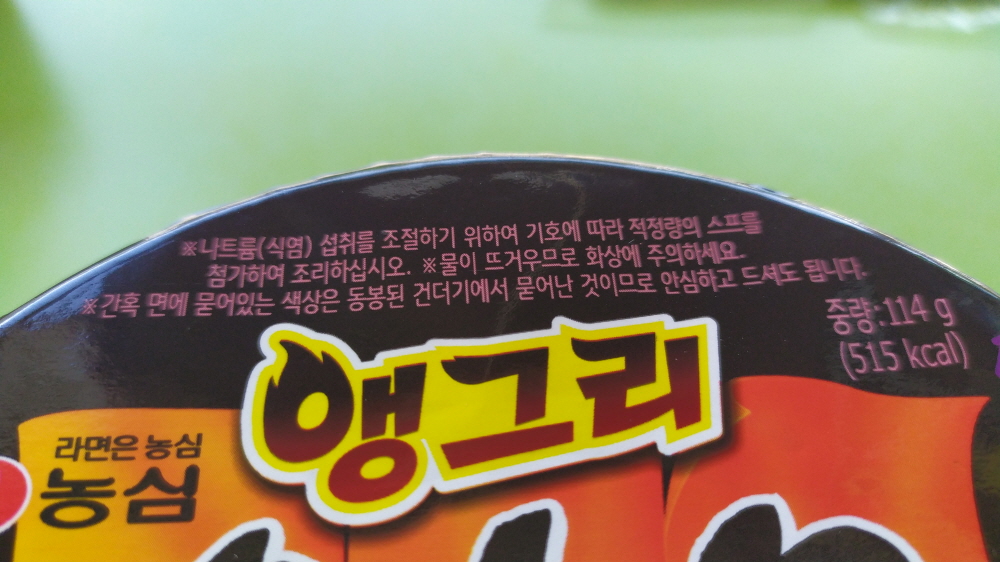 ※나트륨(식염) 섭취를 조절하기 위하여 기호에 따라 적정량의 스프를
첨가하여 조리하십시오. ※물이 뜨거우므로 화상에 주의하세요.
※간혹 면에 묻어있는 색상은 동봉된 건더기에서 묻어난 것이므로 안심하고 드셔도 됩니다.
중량:114 g
(515 kcal)
앵그리
라면은 농심
농심